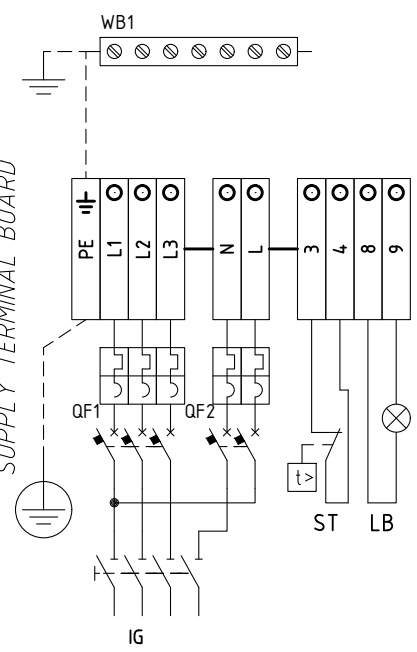 WB1
SUPPLY TERMINAL BOARD
PE L1 L2 L3 N L 3 4 8 9
QF1 QF2
t>
ST LB
IG